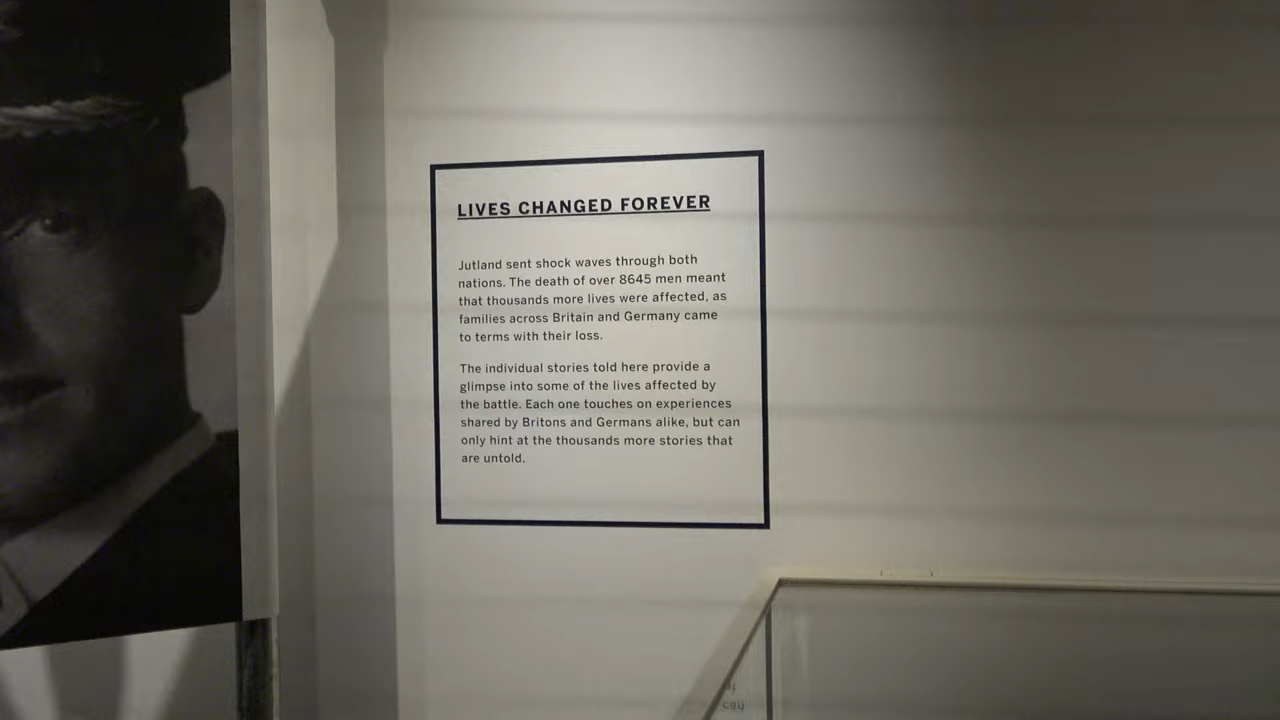 LIVES CHANGED FOREVER
Jutland sent shock waves through both
nations. The death of over 8645 men meant
that thousands more lives were affected, as
families across Britain and Germany came
to terms with their loss.
The individual stories told here provide a
glimpse into some of the lives affected by
the battle. Each one touches on experiences
shared by Britons and Germans alike, but can
only hint at the thousands more stories that
are untold.